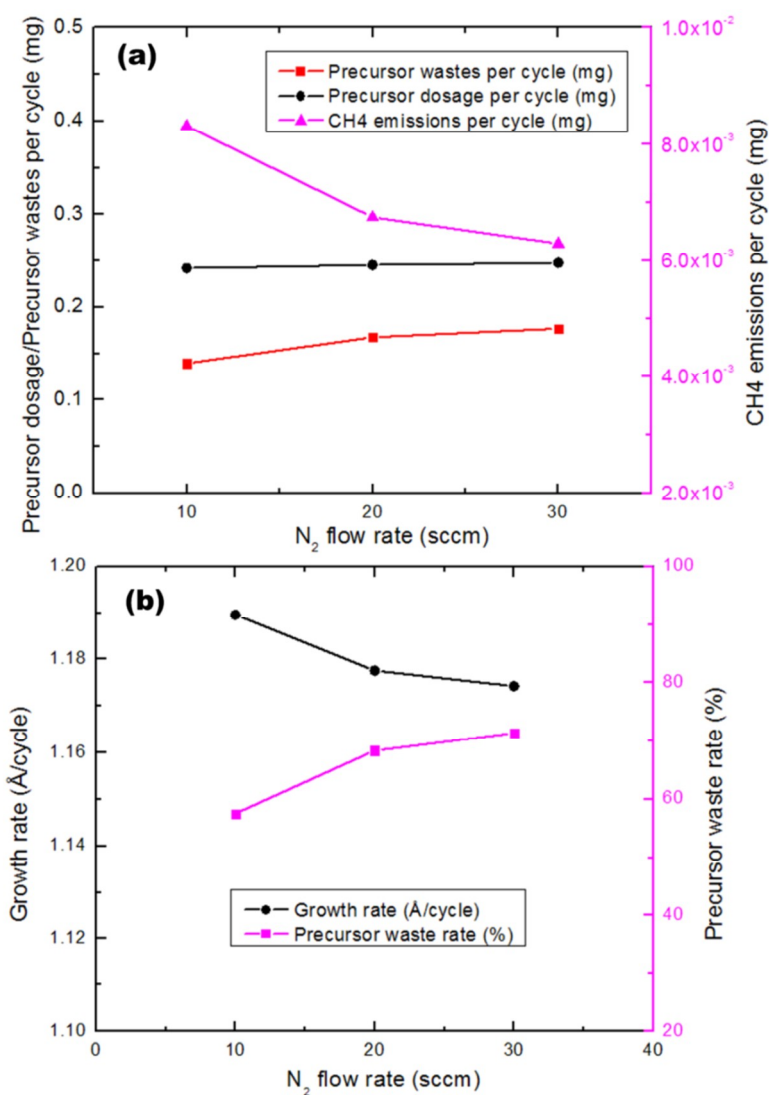 (a)
Precursor wastes per cycle (mg)
Precursor dosage per cycle (mg)
CH4 emissions per cycle (mg)
Precursor dosage/Precursor wastes per cycle (mg)
0.5
0.4
0.3
0.2
0.1
0.0
1.0x10⁻²
8.0x10⁻³
6.0x10⁻³
4.0x10⁻³
2.0x10⁻³
CH4 emissions per cycle (mg)
10 20 30
N₂ flow rate (sccm)
(b)
Growth rate (Å/cycle)
1.20
1.18
1.16
1.14
1.12
1.10
100
80
60
40
20
Precursor waste rate (%)
Growth rate (Å/cycle)
Precursor waste rate (%)
0 10 20 30 40
N₂ flow rate (sccm)